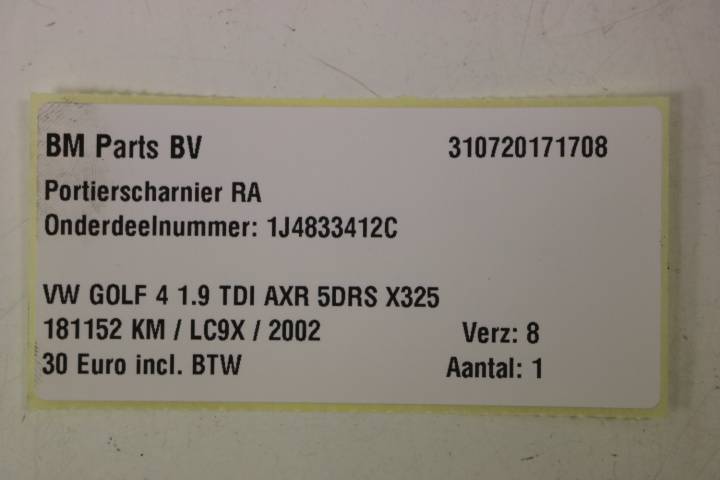 BM Parts BV 310720171708
Portierscharnier RA
Onderdeelnummer: 1J4833412C
VW GOLF 4 1.9 TDI AXR 5DRS X325
181152 KM / LC9X / 2002 Verz: 8
30 Euro incl. BTW Aantal: 1